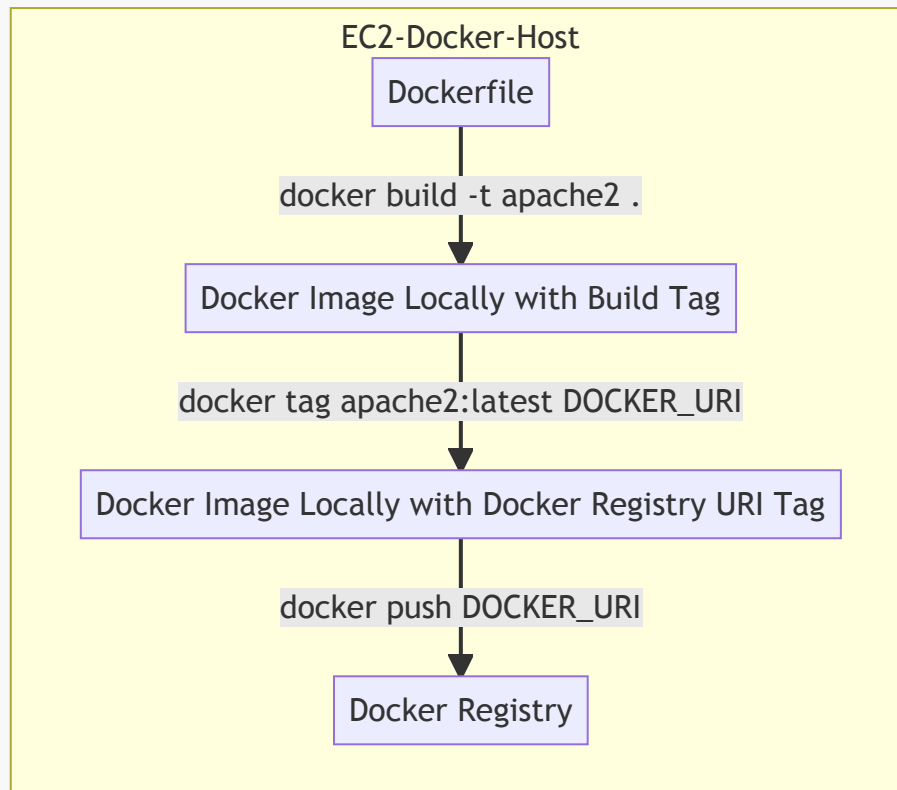 EC2-Docker-Host
Dockerfile
docker build -t apache2 .
Docker Image Locally with Build Tag
docker tag apache2:latest DOCKER_URI
Docker Image Locally with Docker Registry URI Tag
docker push DOCKER_URI
Docker Registry